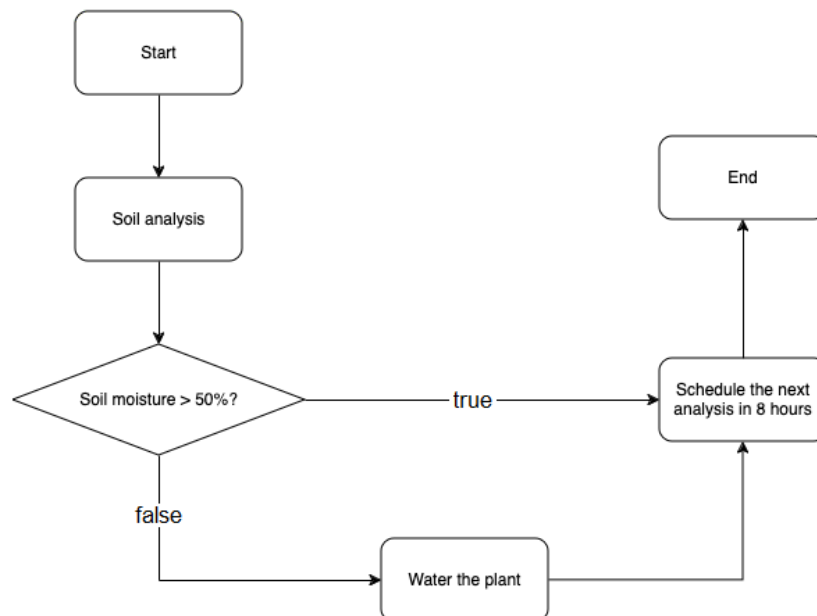 Start
Soil analysis
Soil moisture > 50%?
true
Schedule the next
analysis in 8 hours
End
false
Water the plant